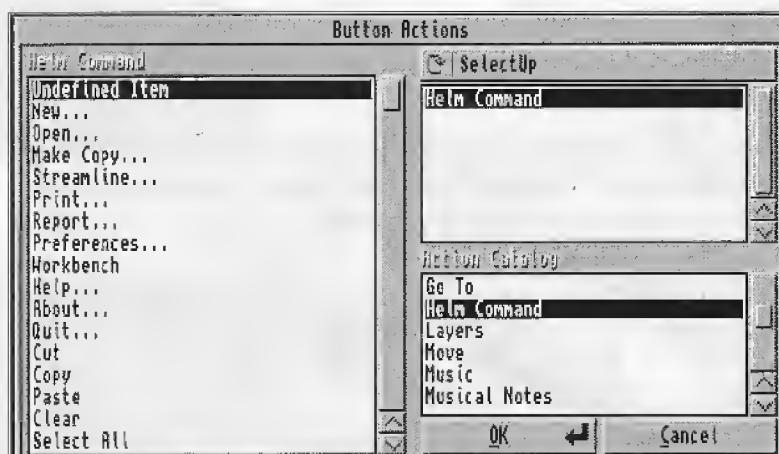 Button Actions
Helm Command
Undefined Item
New...
Open...
Make Copy...
Streamline...
Print...
Report...
Preferences...
Workbench
Help...
About...
Quit...
Cut
Copy
Paste
Clear
Select All
SelectUp
Helm Command
Action Catalog
Go To
Helm Command
Layers
Move
Music
Musical Notes
OK
Cancel